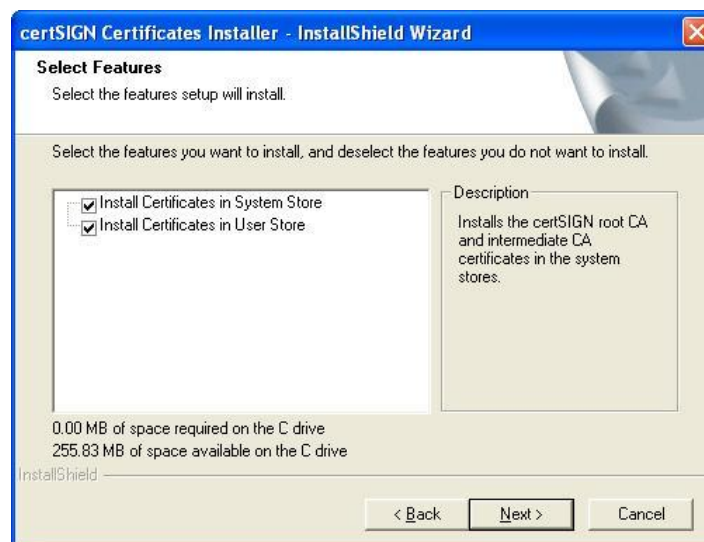 certSIGN Certificates Installer - InstallShield Wizard
Select Features
Select the features setup will install.
Select the features you want to install, and deselect the features you do not want to install.
Install Certificates in System Store
Install Certificates in User Store
Description
Installs the certSIGN root CA
and intermediate CA
certificates in the system
stores.
0.00 MB of space required on the C drive
255.83 MB of space available on the C drive
InstallShield
< Back
Next >
Cancel